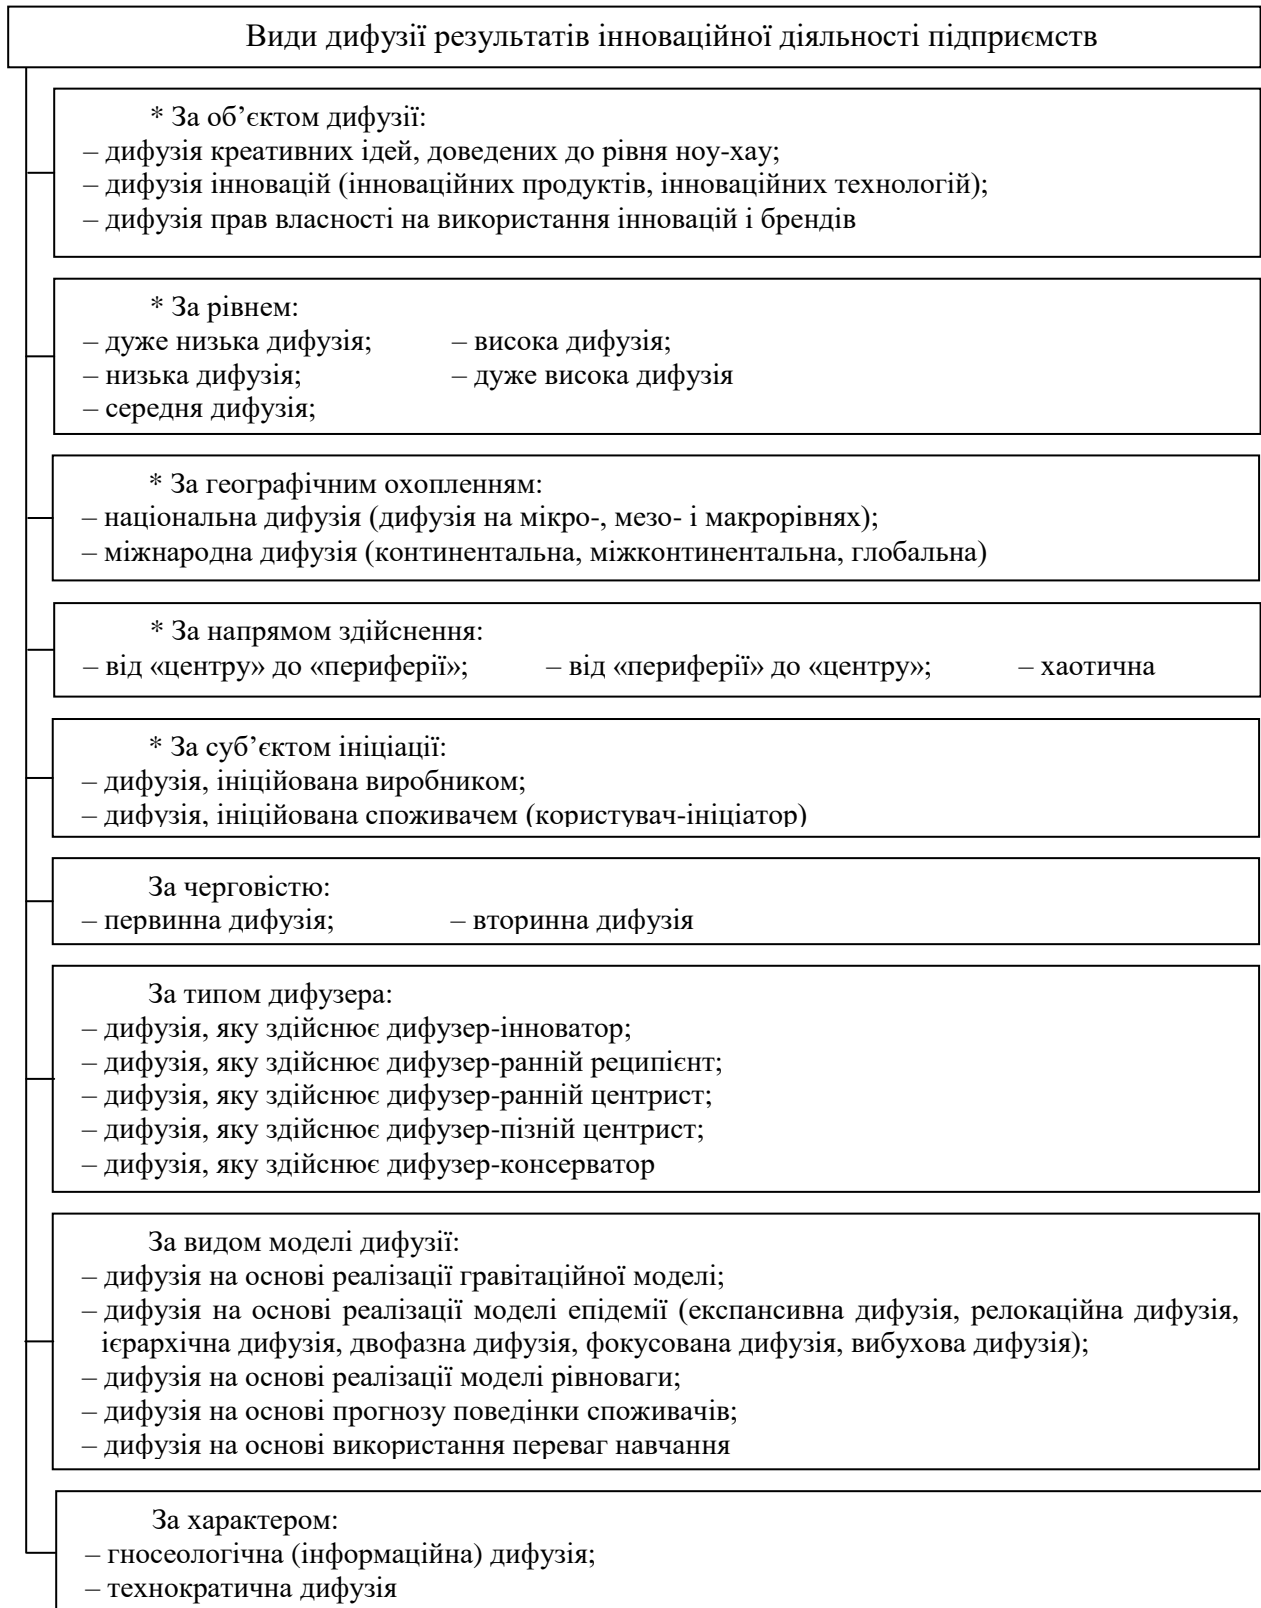 Види дифузії результатів інноваційної діяльності підприємств
* За об’єктом дифузії:
– дифузія креативних ідей, доведених до рівня ноу-хау;
– дифузія інновацій (інноваційних продуктів, інноваційних технологій);
– дифузія прав власності на використання інновацій і брендів
* За рівнем:
– дуже низька дифузія; – висока дифузія;
– низька дифузія; – дуже висока дифузія
– середня дифузія;
* За географічним охопленням:
– національна дифузія (дифузія на мікро-, мезо- і макрорівнях);
– міжнародна дифузія (континентальна, міжконтинентальна, глобальна)
* За напрямом здійснення:
– від «центру» до «периферії»; – від «периферії» до «центру»; – хаотична
* За суб’єктом ініціації:
– дифузія, ініційована виробником;
– дифузія, ініційована споживачем (користувач-ініціатор)
За черговістю:
– первинна дифузія; – вторинна дифузія
За типом дифузера:
– дифузія, яку здійснює дифузер-інноватор;
– дифузія, яку здійснює дифузер-ранній реципієнт;
– дифузія, яку здійснює дифузер-ранній центрист;
– дифузія, яку здійснює дифузер-пізній центрист;
– дифузія, яку здійснює дифузер-консерватор
За видом моделі дифузії:
– дифузія на основі реалізації гравітаційної моделі;
– дифузія на основі реалізації моделі епідемії (експансивна дифузія, релокаційна дифузія,
ієрархічна дифузія, двофазна дифузія, фокусована дифузія, вибухова дифузія);
– дифузія на основі реалізації моделі рівноваги;
– дифузія на основі прогнозу поведінки споживачів;
– дифузія на основі використання переваг навчання
За характером:
– гносеологічна (інформаційна) дифузія;
– технократична дифузія